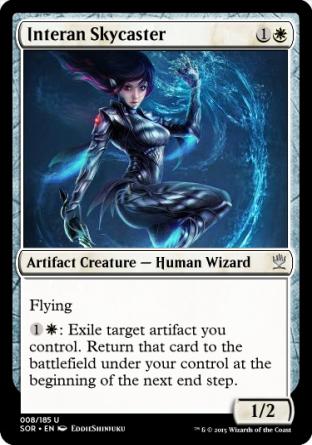 Interan Skycaster 1
Artifact Creature — Human Wizard
Flying
1 : Exile target artifact you
control. Return that card to the
battlefield under your control at the
beginning of the next end step.
1/2
008/185 U
SOR • EN EddieShinjuku
™ & © 2015 Wizards of the Coast